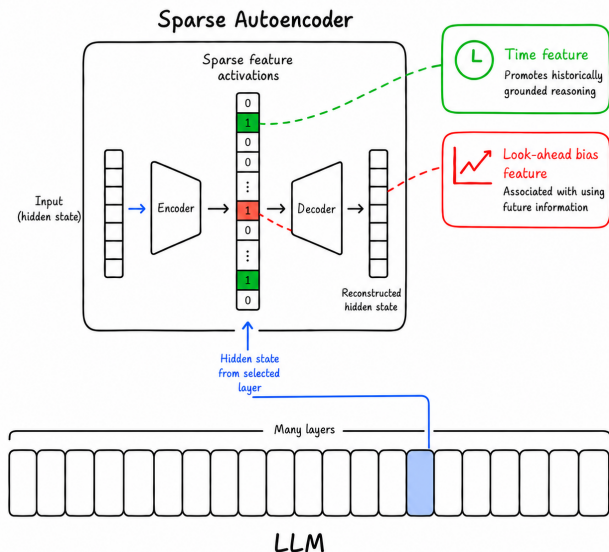 Sparse Autoencoder
Sparse feature
activations
0
1
0
0
⋮
1
0
⋮
1
0
Input
(hidden state)
Encoder
Decoder
Reconstructed
hidden state
Time feature
Promotes historically
grounded reasoning
Look-ahead bias
feature
Associated with using
future information
Hidden state
from selected
layer
Many layers
LLM